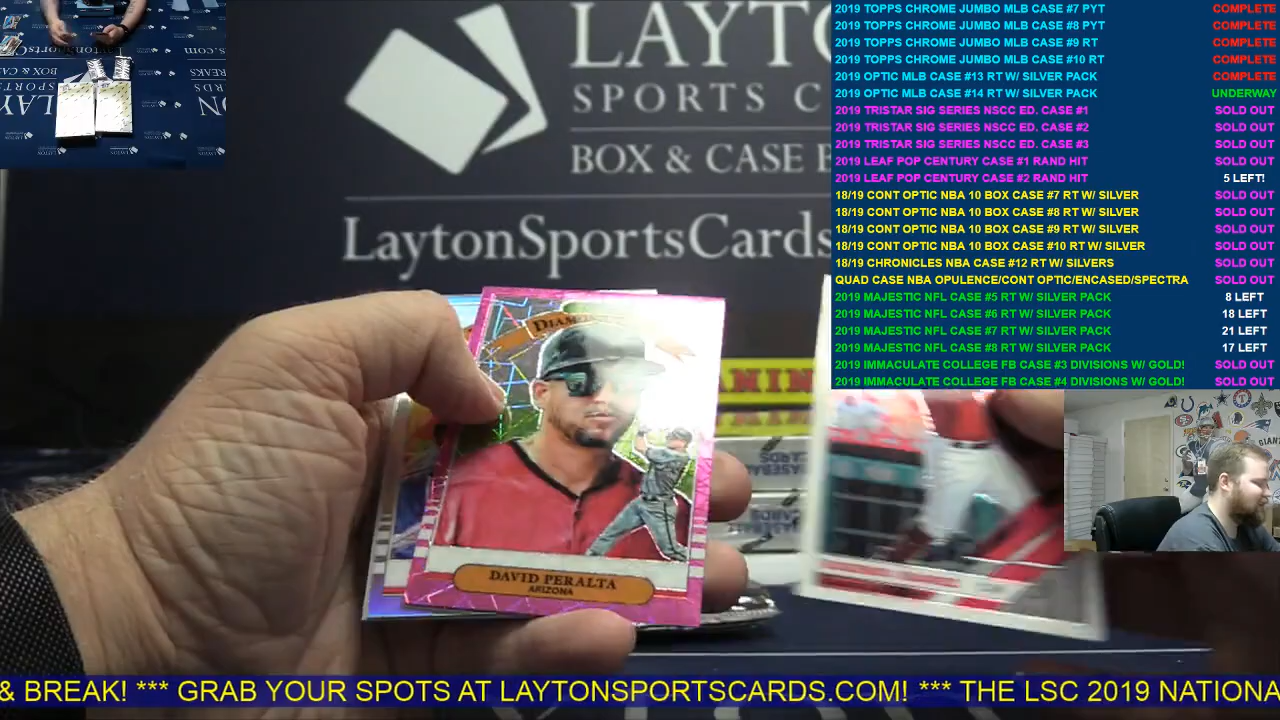 LAYT
SPORTS C
BOX & CASE
LaytonSportsCards
2019 TOPPS CHROME JUMBO MLB CASE #7 PYT COMPLETE
2019 TOPPS CHROME JUMBO MLB CASE #8 PYT COMPLETE
2019 TOPPS CHROME JUMBO MLB CASE #9 RT COMPLETE
2019 TOPPS CHROME JUMBO MLB CASE #10 RT COMPLETE
2019 OPTIC MLB CASE #13 RT W/ SILVER PACK COMPLETE
2019 OPTIC MLB CASE #14 RT W/ SILVER PACK UNDERWAY
2019 TRISTAR SIG SERIES NSCC ED. CASE #1 SOLD OUT
2019 TRISTAR SIG SERIES NSCC ED. CASE #2 SOLD OUT
2019 TRISTAR SIG SERIES NSCC ED. CASE #3 SOLD OUT
2019 LEAF POP CENTURY CASE #1 RAND HIT SOLD OUT
2019 LEAF POP CENTURY CASE #2 RAND HIT 5 LEFT!
18/19 CONT OPTIC NBA 10 BOX CASE #7 RT W/ SILVER SOLD OUT
18/19 CONT OPTIC NBA 10 BOX CASE #8 RT W/ SILVER SOLD OUT
18/19 CONT OPTIC NBA 10 BOX CASE #9 RT W/ SILVER SOLD OUT
18/19 CONT OPTIC NBA 10 BOX CASE #10 RT W/ SILVER SOLD OUT
18/19 CHRONICLES NBA CASE #12 RT W/ SILVERS SOLD OUT
QUAD CASE NBA OPULENCE/CONT OPTIC/ENCASED/SPECTRA SOLD OUT
2019 MAJESTIC NFL CASE #5 RT W/ SILVER PACK 8 LEFT
2019 MAJESTIC NFL CASE #6 RT W/ SILVER PACK 18 LEFT
2019 MAJESTIC NFL CASE #7 RT W/ SILVER PACK 21 LEFT
2019 MAJESTIC NFL CASE #8 RT W/ SILVER PACK 17 LEFT
2019 IMMACULATE COLLEGE FB CASE #3 DIVISIONS W/ GOLD! SOLD OUT
2019 IMMACULATE COLLEGE FB CASE #4 DIVISIONS W/ GOLD! SOLD OUT
PANINI
DAVID PERALTA
ARIZONA
& BREAK! *** GRAB YOUR SPOTS AT LAYTONSPORTSCARDS.COM! *** THE LSC 2019 NATIONA